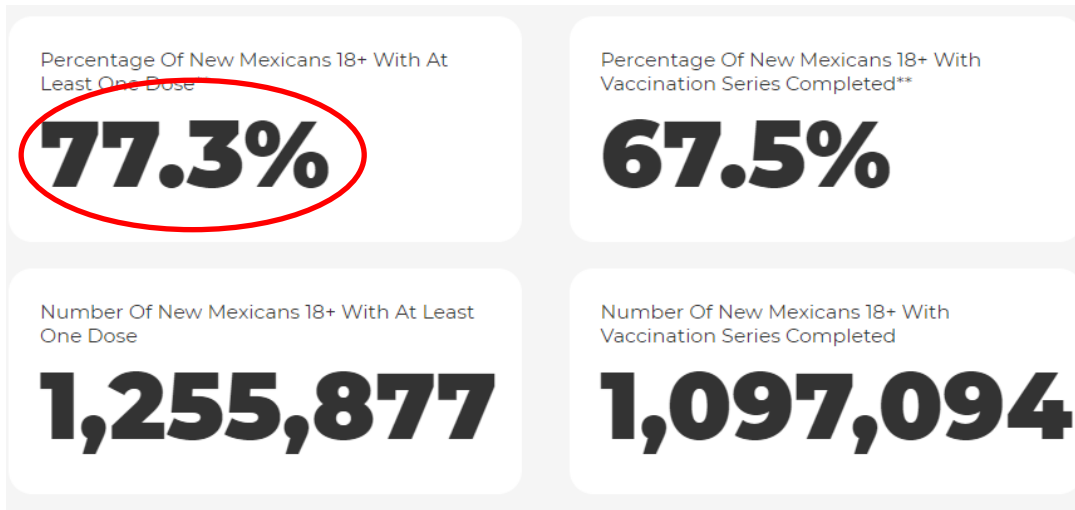 Percentage Of New Mexicans 18+ With At
Least One Dose**
77.3%
Percentage Of New Mexicans 18+ With
Vaccination Series Completed**
67.5%
Number Of New Mexicans 18+ With At Least
One Dose
1,255,877
Number Of New Mexicans 18+ With
Vaccination Series Completed
1,097,094